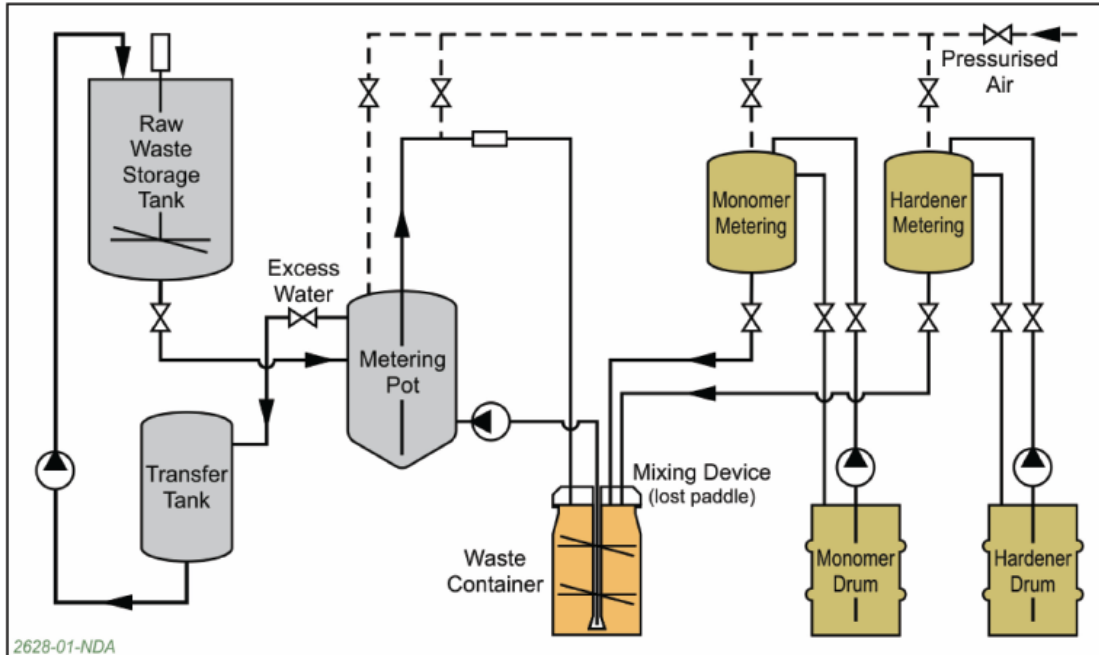 Pressurised
Air
Raw
Waste
Storage
Tank
Monomer
Metering
Hardener
Metering
Excess
Water
Metering
Pot
Transfer
Tank
Mixing Device
(lost paddle)
Waste
Container
Monomer
Drum
Hardener
Drum
2628-01-NDA